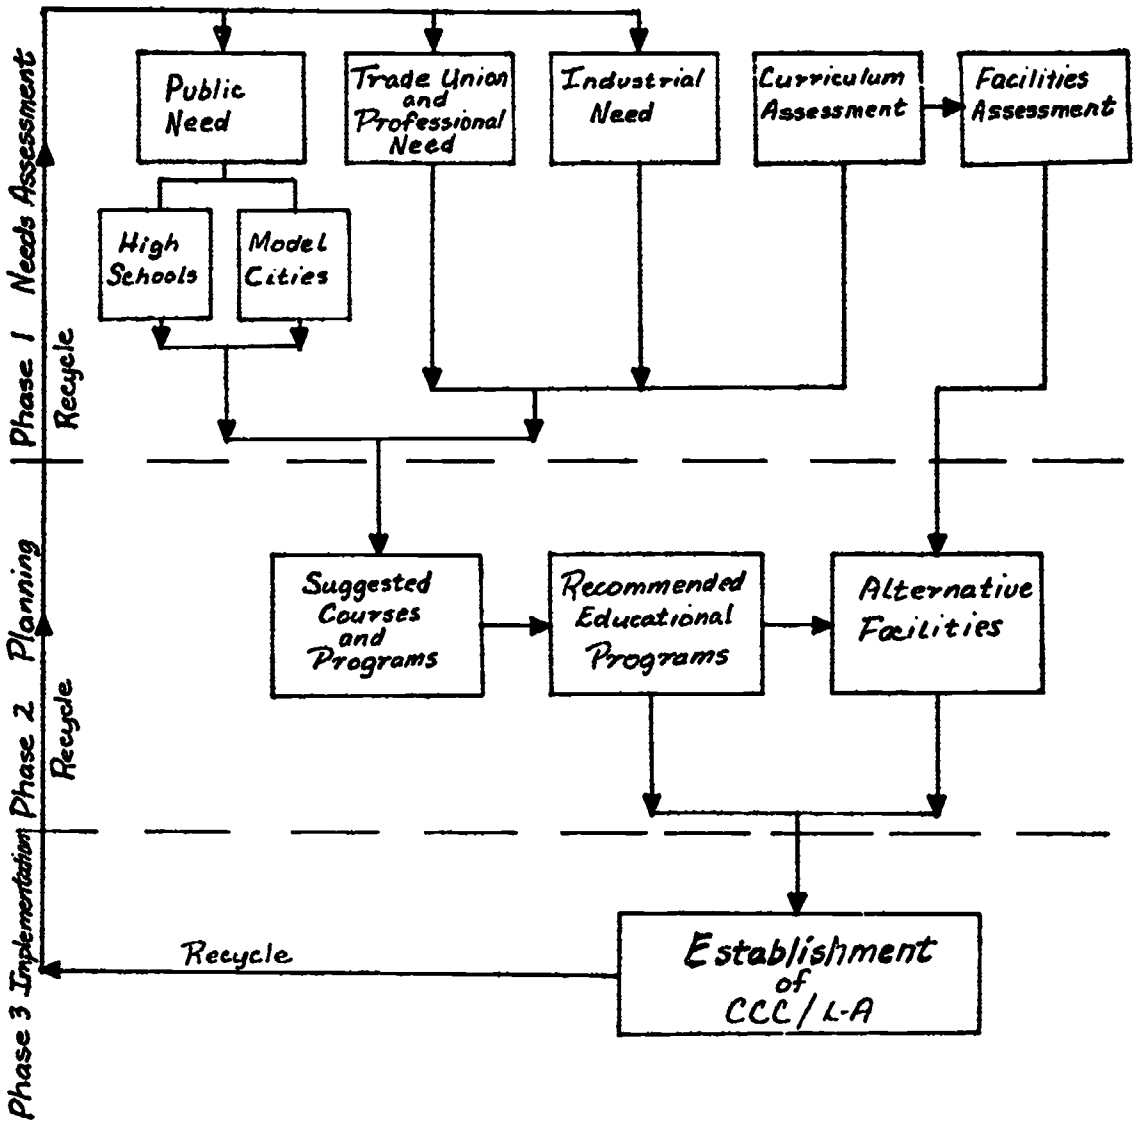 Public
Need
Trade Union
and
Professional
Need
Industrial
Need
Curriculum
Assessment
Facilities
Assessment
High
Schools
Model
Cities
Phase 1 Needs Assessment
Recycle
Suggested
Courses
and
Programs
Recommended
Educational
Programs
Alternative
Facilities
Phase 2 Planning
Recycle
Establishment
of
CCC/L-A
Recycle
Phase 3 Implementation